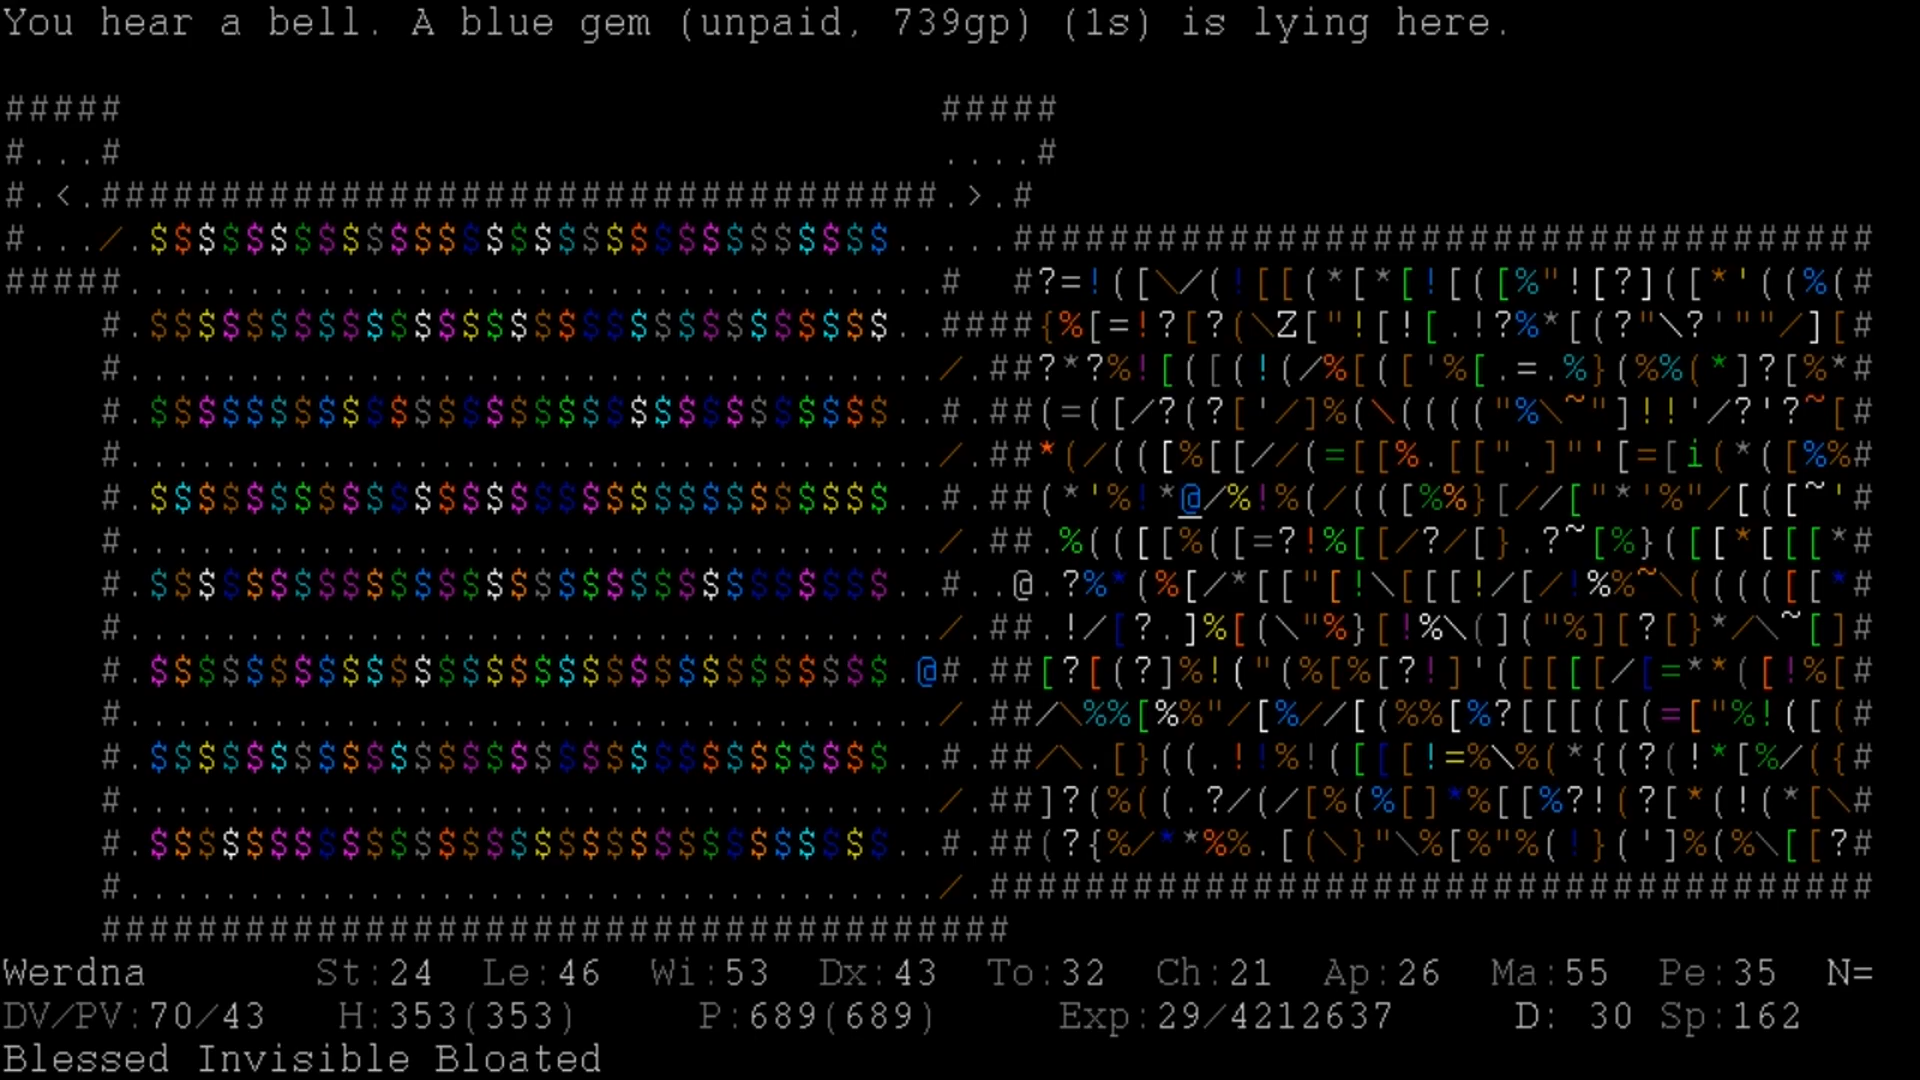 You hear a bell. A blue gem (unpaid, 739gp) (1s) is lying here.
Werdna St:24 Le:46 Wi:53 Dx:43 To:32 Ch:21 Ap:26 Ma:55 Pe:35 N=
DV/PV:70/43 H:353(353) P:689(689) Exp:29/4212637 D: 30 Sp:162
Blessed Invisible Bloated